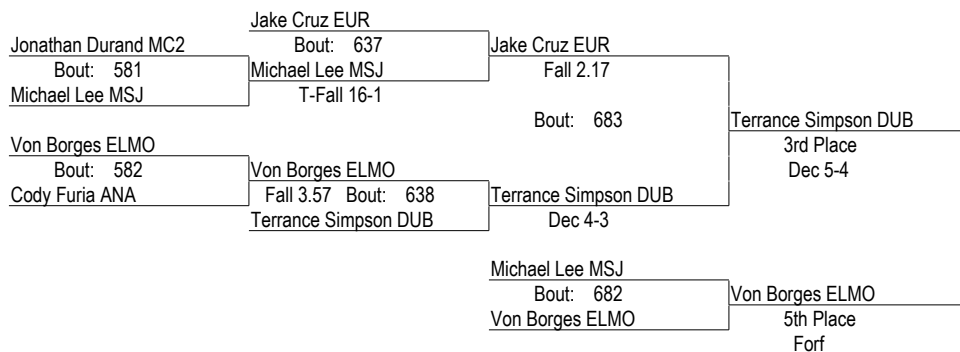 Jake Cruz EUR
Jonathan Durand MC2
Bout: 637
Jake Cruz EUR
Bout: 581
Michael Lee MSJ
Fall 2.17
Michael Lee MSJ
T-Fall 16-1
Bout: 683
Terrance Simpson DUB
Von Borges ELMO
3rd Place
Bout: 582
Von Borges ELMO
Dec 5-4
Cody Furia ANA
Fall 3.57 Bout: 638
Terrance Simpson DUB
Terrance Simpson DUB
Dec 4-3
Michael Lee MSJ
Bout: 682
Von Borges ELMO
Von Borges ELMO
5th Place
Forf